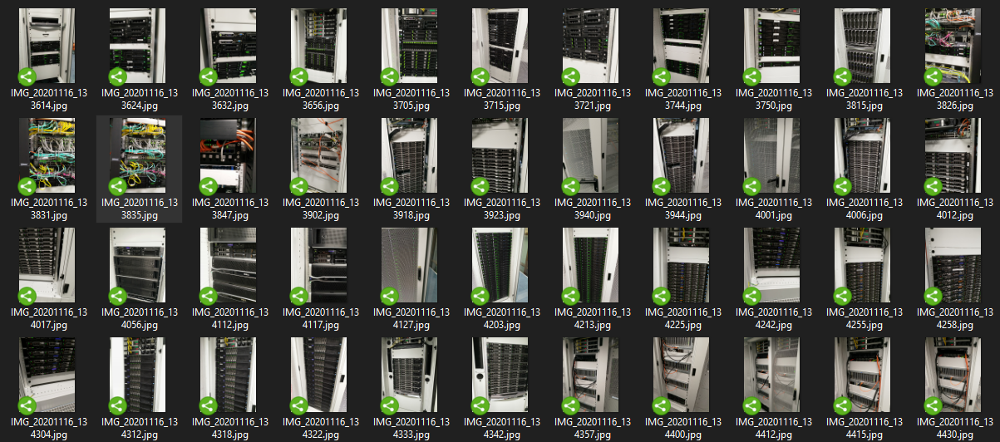 IMG_20201116_13 IMG_20201116_13 IMG_20201116_13 IMG_20201116_13 IMG_20201116_13 IMG_20201116_13 IMG_20201116_13 IMG_20201116_13 IMG_20201116_13 IMG_20201116_13 IMG_20201116_13
3614.jpg 3624.jpg 3632.jpg 3656.jpg 3705.jpg 3715.jpg 3721.jpg 3744.jpg 3750.jpg 3815.jpg 3826.jpg
IMG_20201116_13 IMG_20201116_13 IMG_20201116_13 IMG_20201116_13 IMG_20201116_13 IMG_20201116_13 IMG_20201116_13 IMG_20201116_13 IMG_20201116_13 IMG_20201116_13 IMG_20201116_13
3831.jpg 3835.jpg 3847.jpg 3902.jpg 3918.jpg 3923.jpg 3940.jpg 3944.jpg 4001.jpg 4006.jpg 4012.jpg
IMG_20201116_13 IMG_20201116_13 IMG_20201116_13 IMG_20201116_13 IMG_20201116_13 IMG_20201116_13 IMG_20201116_13 IMG_20201116_13 IMG_20201116_13 IMG_20201116_13 IMG_20201116_13
4017.jpg 4056.jpg 4112.jpg 4117.jpg 4127.jpg 4203.jpg 4213.jpg 4225.jpg 4242.jpg 4255.jpg 4258.jpg
IMG_20201116_13 IMG_20201116_13 IMG_20201116_13 IMG_20201116_13 IMG_20201116_13 IMG_20201116_13 IMG_20201116_13 IMG_20201116_13 IMG_20201116_13 IMG_20201116_13 IMG_20201116_13
4304.jpg 4312.jpg 4318.jpg 4322.jpg 4333.jpg 4342.jpg 4357.jpg 4400.jpg 4412.jpg 4415.jpg 4430.jpg